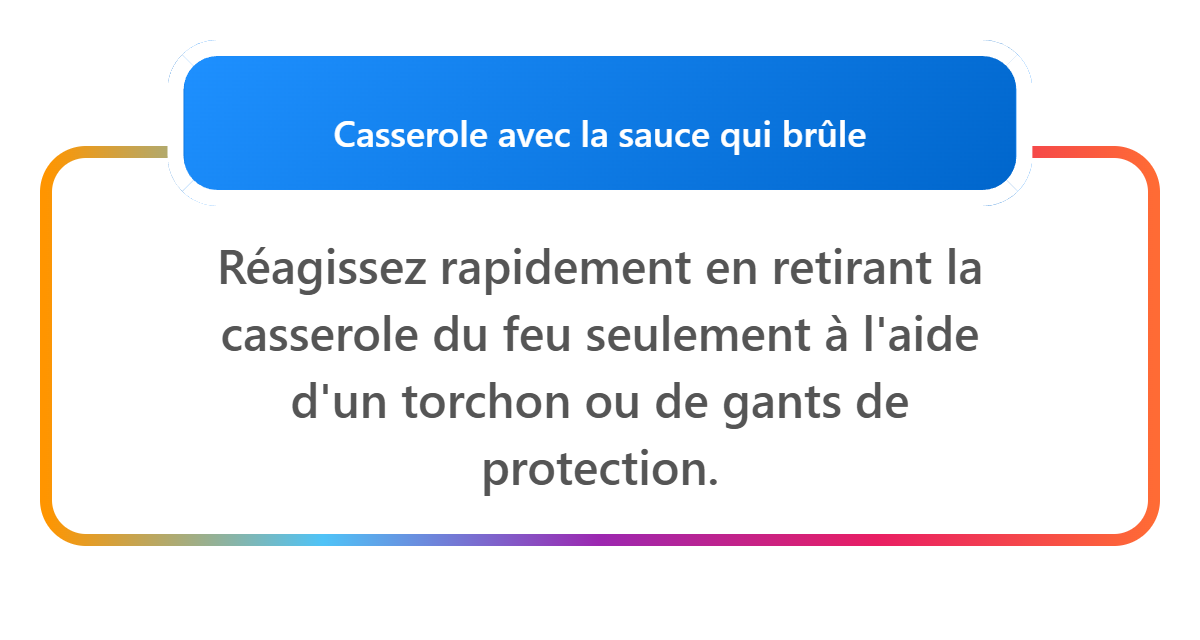 Casserole avec la sauce qui brûle
Réagissez rapidement en retirant la
casserole du feu seulement à l'aide
d'un torchon ou de gants de
protection.